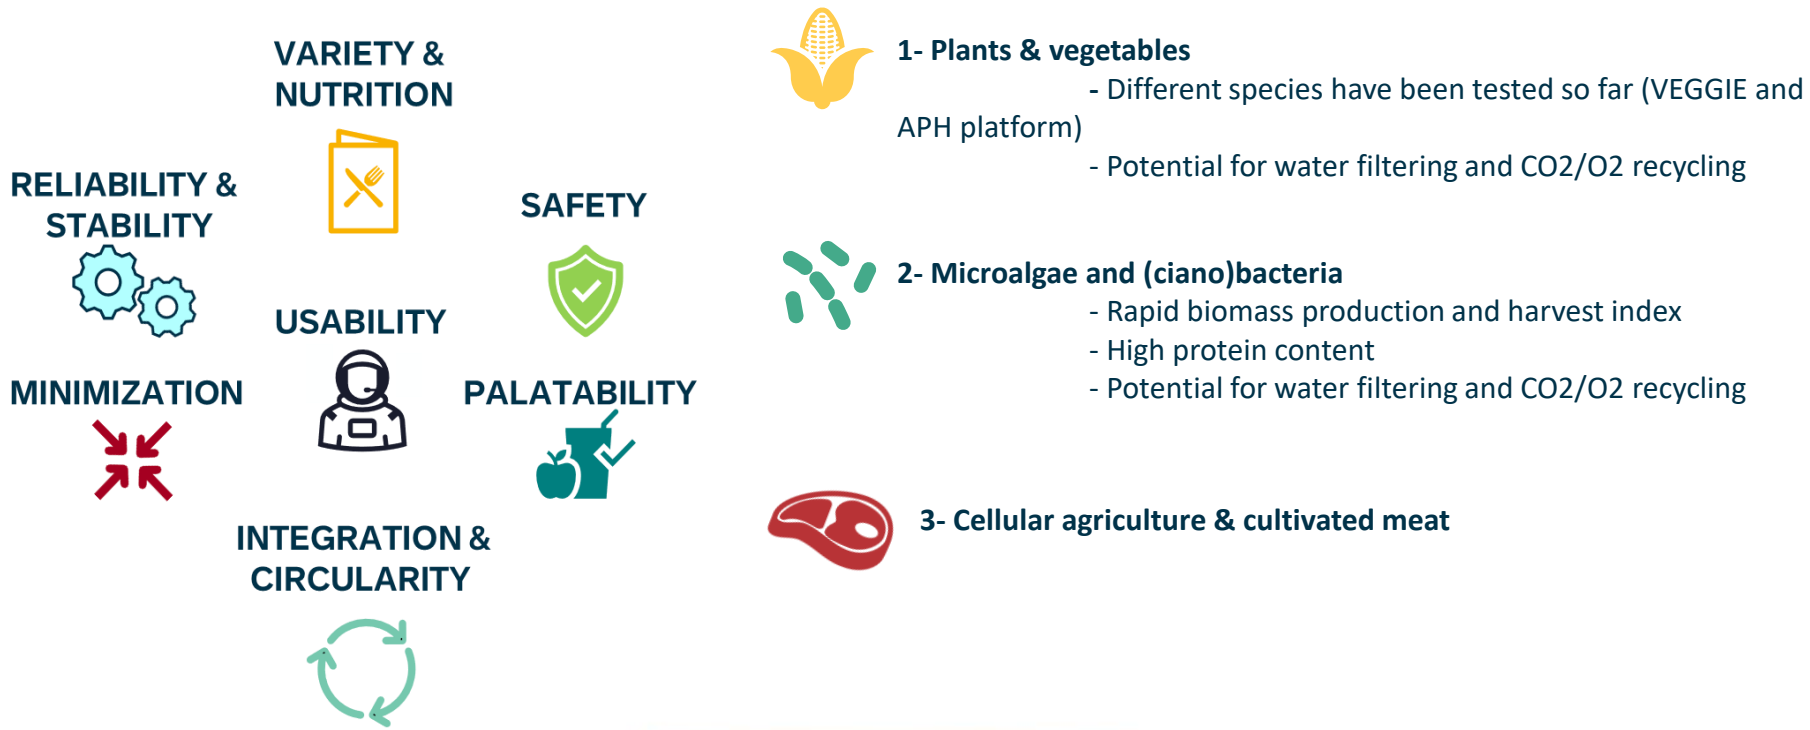 VARIETY &
NUTRITION
RELIABILITY &
STABILITY
SAFETY
USABILITY
MINIMIZATION
PALATABILITY
INTEGRATION &
CIRCULARITY
1- Plants & vegetables
- Different species have been tested so far (VEGGIE and
APH platform)
- Potential for water filtering and CO2/O2 recycling
2- Microalgae and (ciano)bacteria
- Rapid biomass production and harvest index
- High protein content
- Potential for water filtering and CO2/O2 recycling
3- Cellular agriculture & cultivated meat